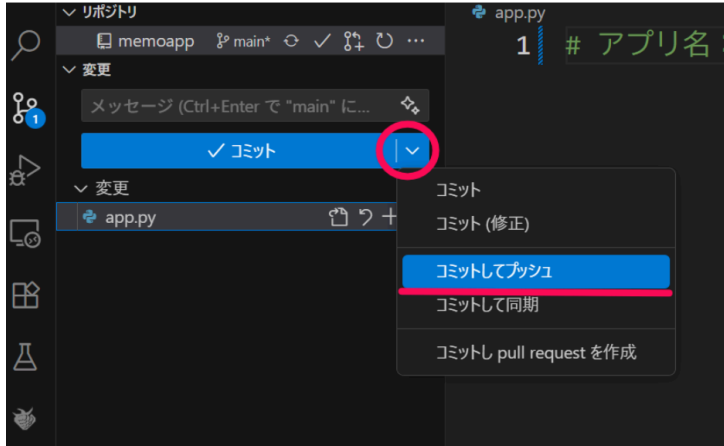 リポジトリ
memoapp main*
変更
メッセージ (Ctrl+Enter で "main" に...
コミット
変更
app.py
1
app.py
1 # アプリ名
コミット
コミット (修正)
コミットしてプッシュ
コミットして同期
コミットし pull request を作成